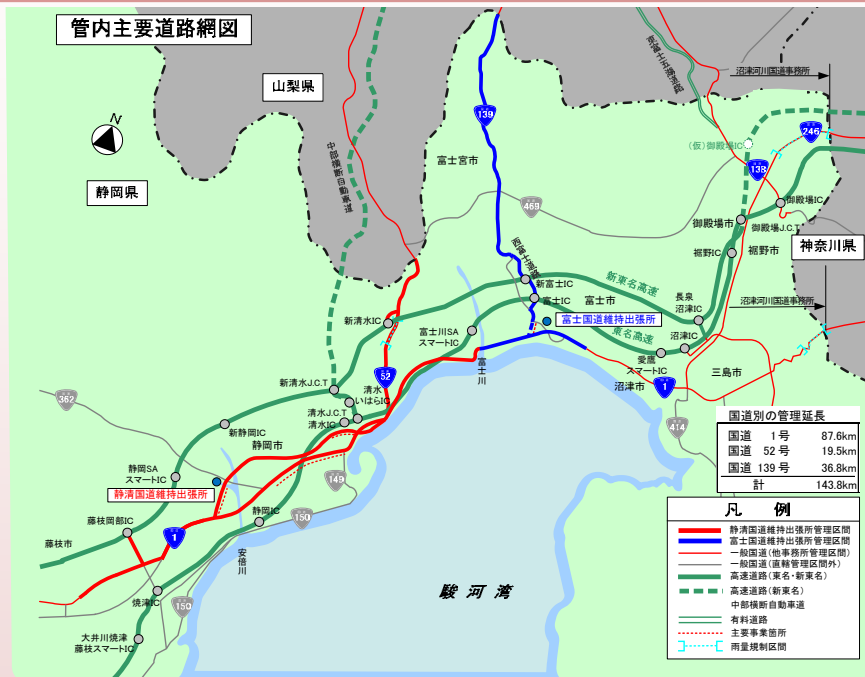 管内主要道路網図
山梨県
静岡県
神奈川県
N
中部横断自動車道
139
富士宮市
469
西富士道路
東富士五湖道路
沼津河川国道事務所
246
(仮)御殿場IC
138
御殿場IC
御殿場市
御殿場J.C.T
裾野IC
裾野市
沼津河川国道事務所
新東名高速
新富士IC
富士IC
富士市
長泉
沼津IC
富士国道維持出張所
東名高速
沼津IC
愛鷹
スマートIC
三島市
沼津市
1
414
新清水IC
富士川SA
スマートIC
富士川
52
新清水J.C.T
清水
いはらIC
清水J.C.T
清水IC
362
新静岡IC
静岡市
静岡SA
スマートIC
静清国道維持出張所
149
150
静岡IC
藤枝岡部IC
藤枝市
1
安倍川
焼津IC
150
大井川焼津
藤枝スマートIC
駿河湾
国道別の管理延長
国道 1号 87.6km
国道 52号 19.5km
国道 139号 36.8km
計 143.8km
凡例
静清国道維持出張所管理区間
富士国道維持出張所管理区間
一般国道(他事務所管理区間)
一般国道(直轄管理区間外)
高速道路(東名・新東名)
高速道路(新東名)
中部横断自動車道
有料道路
主要事業箇所
雨量規制区間